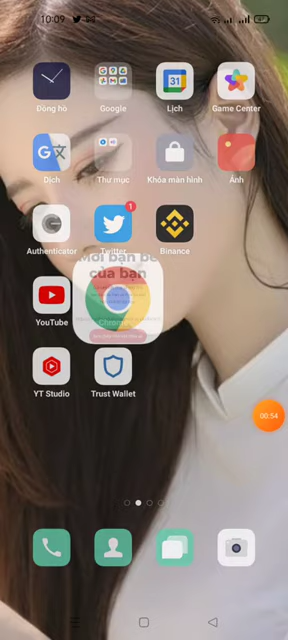 10:09
47
31
Đồng hồ
Google
Lịch
Game Center
Dịch
Thư mục
Khóa màn hình
Ảnh
1
Authenticator
Twitter
Binance
Mời bạn bè
của bạn
YouTube
Chrome
YT Studio
Trust Wallet
00:54